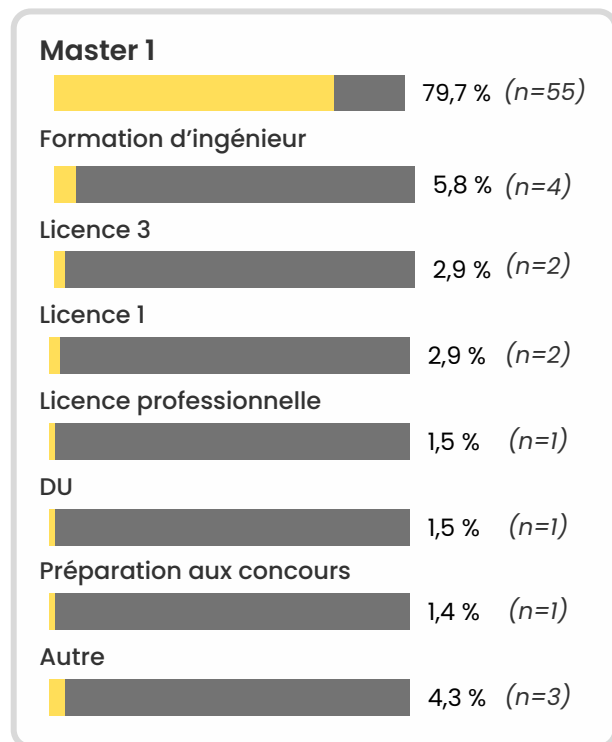 Master 1
79,7 % (n=55)
Formation d'ingénieur
5,8 % (n=4)
Licence 3
2,9 % (n=2)
Licence 1
2,9 % (n=2)
Licence professionnelle
1,5 % (n=1)
DU
1,5 % (n=1)
Préparation aux concours
1,4 % (n=1)
Autre
4,3 % (n=3)